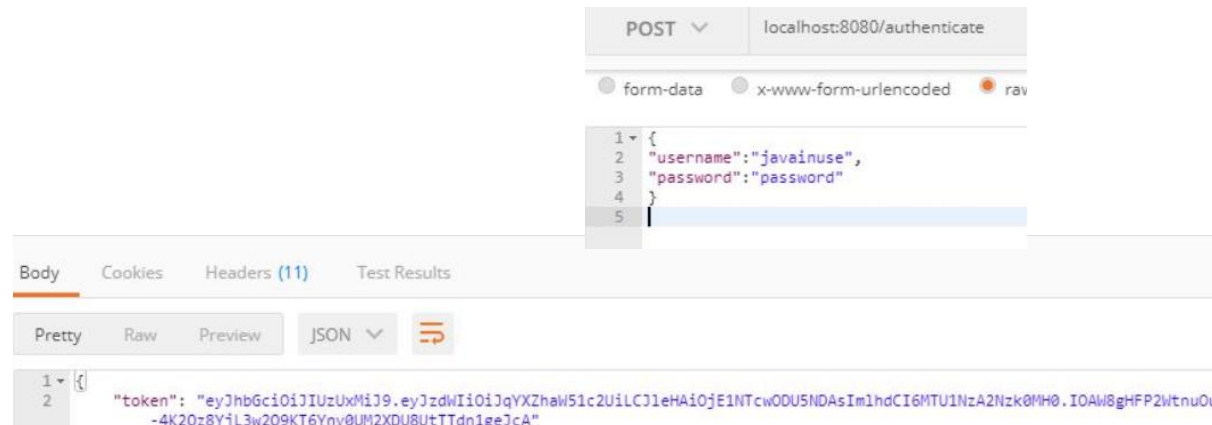 POST localhost:8080/authenticate
form-data x-www-form-urlencoded
1 {
2 "username":"javainuse",
3 "password":"password"
4 }
5
Body Cookies Headers (11) Test Results
Pretty Raw Preview JSON
1 {
2 "token": "eyJhbGciOiJIUzUxMiJ9.eyJzdWIiOiJqYXZhaW51c2UiLCJleHAiOjE1NTcwODU5NDAsImlhdCI6MTU1NzA2Nzk0MH0.IOAW8gHFP2WtnuOu
-4K2Oz8YiL3w2O9KT6Ynv0UM2XDU8UtTTdn1geJcA"